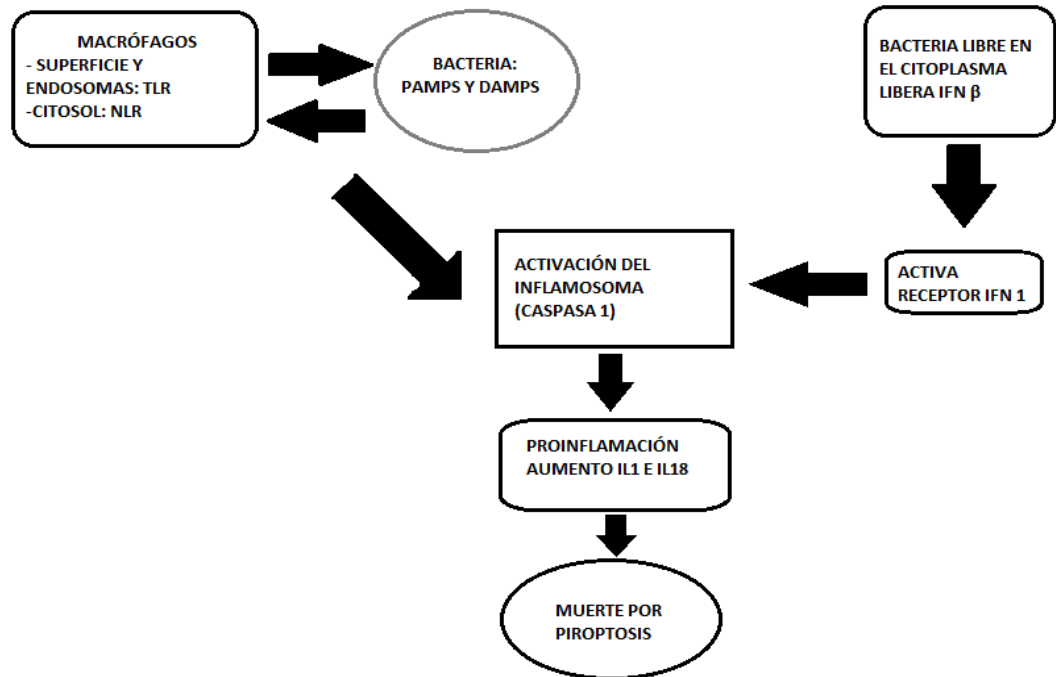 MACRÓFAGOS
- SUPERFICIE Y
ENDOSOMAS: TLR
-CITOSOL: NLR
BACTERIA:
PAMPS Y DAMPS
BACTERIA LIBRE EN
EL CITOPLASMA
LIBERA IFN β
ACTIVACIÓN DEL
INFLAMOSOMA
(CASPASA 1)
ACTIVA
RECEPTOR IFN 1
PROINFLAMACIÓN
AUMENTO IL1 E IL18
MUERTE POR
PIROPTOSIS